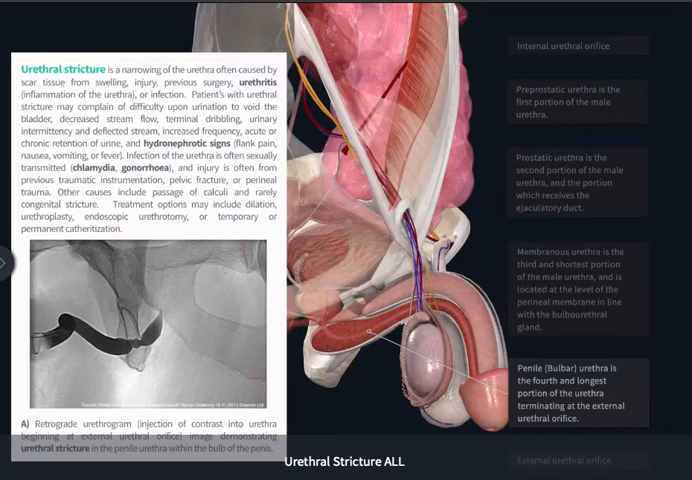 Urethral stricture is a narrowing of the urethra often caused by
scar tissue from swelling, injury, previous surgery, urethritis
(inflammation of the urethra), or infection. Patient's with urethral
stricture may complain of difficulty upon urination to void the
bladder, decreased stream flow, terminal dribbling, urinary
intermittency and deflected stream, increased frequency, acute or
chronic retention of urine, and hydronephrotic signs (flank pain,
nausea, vomiting, or fever). Infection of the urethra is often sexually
transmitted (chlamydia, gonorrhoea), and injury is often from
previous traumatic instrumentation, pelvic fracture, or perineal
trauma. Other causes include passage of calculi and rarely
congenital stricture. Treatment options may include dilation,
urethroplasty, endoscopic urethrotomy, or temporary or
permanent catheritization.
A) Retrograde urethrogram (injection of contrast into urethra
beginning at external urethral orifice) image demonstrating
urethral stricture in the penile urethra within the bulb of the penis.
Internal urethral orifice
Preprostatic urethra is the
first portion of the male
urethra.
Prostatic urethra is the
second portion of the male
urethra, and the portion
which receives the
ejaculatory duct.
Membranous urethra is the
third and shortest portion
of the male urethra, and is
located at the level of the
perineal membrane in line
with the bulbourethral
gland.
Penile (Bulbar) urethra is
the fourth and longest
portion of the urethra
terminating at the external
urethral orifice.
External urethral orifice.
Urethral Stricture ALL